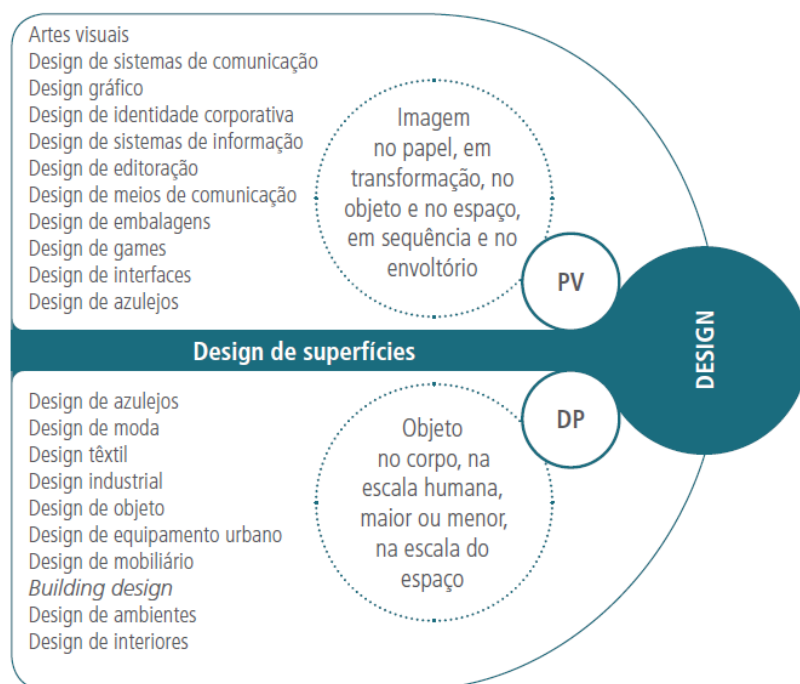 Artes visuais
Design de sistemas de comunicação
Design gráfico
Design de identidade corporativa
Design de sistemas de informação
Design de editoração
Design de meios de comunicação
Design de embalagens
Design de games
Design de interfaces
Design de azulejos
Imagem
no papel, em
transformação, no
objeto e no espaço,
em sequência e no
envoltório
PV
Design de superfícies
DESIGN
Design de azulejos
Design de moda
Design têxtil
Design industrial
Design de objeto
Design de equipamento urbano
Design de mobiliário
Building design
Design de ambientes
Design de interiores
Objeto
no corpo, na
escala humana,
maior ou menor,
na escala do
espaço
DP